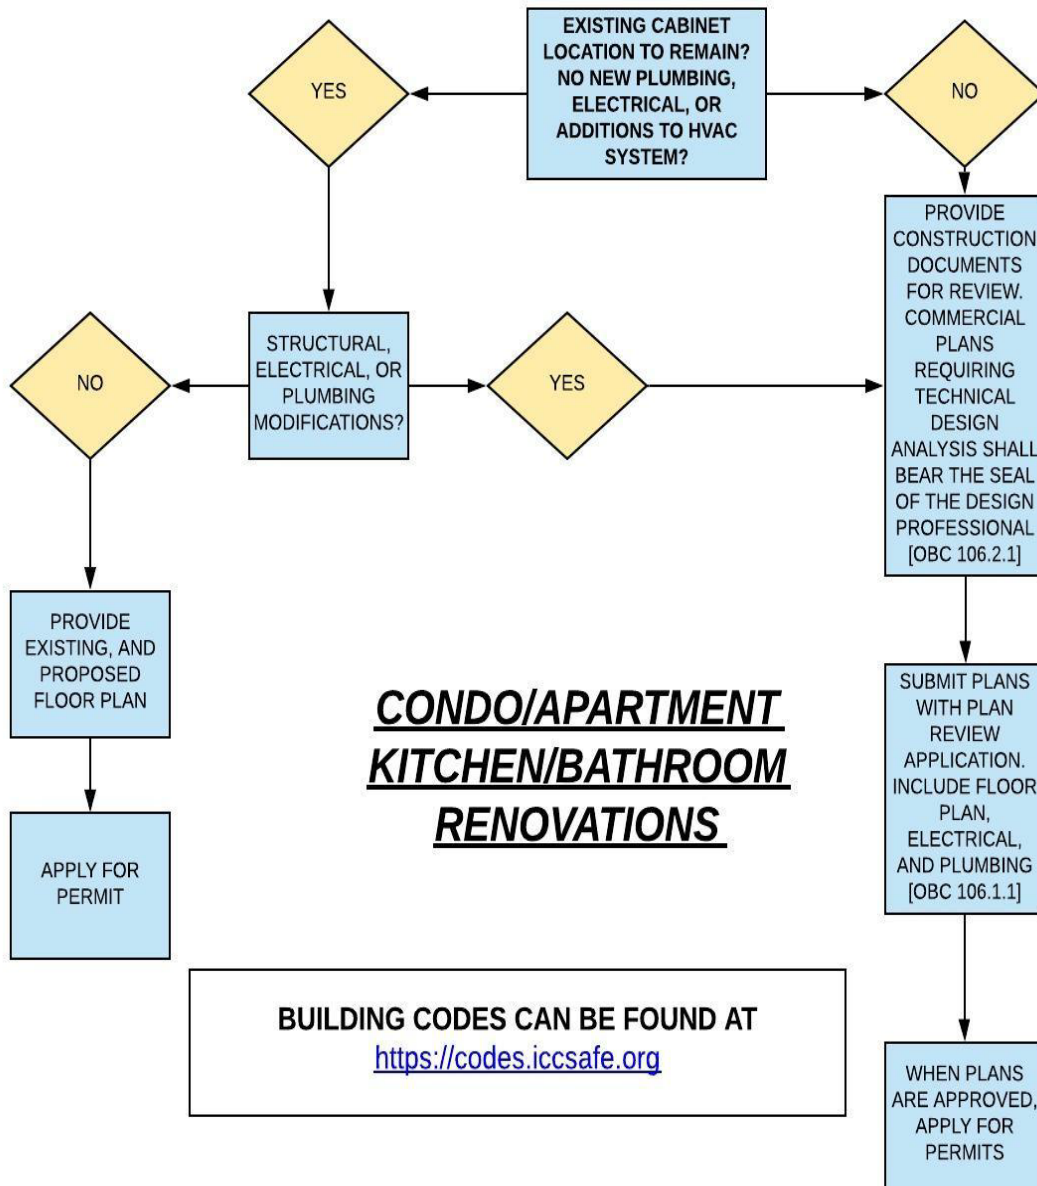 EXISTING CABINET
LOCATION TO REMAIN?
NO NEW PLUMBING,
ELECTRICAL, OR
ADDITIONS TO HVAC
SYSTEM?
YES
NO
PROVIDE
CONSTRUCTION
DOCUMENTS
FOR REVIEW.
COMMERCIAL
PLANS
REQUIRING
TECHNICAL
DESIGN
ANALYSIS SHALL
BEAR THE SEAL
OF THE DESIGN
PROFESSIONAL
[OBC 106.2.1]
STRUCTURAL,
ELECTRICAL, OR
PLUMBING
MODIFICATIONS?
NO
YES
PROVIDE
EXISTING, AND
PROPOSED
FLOOR PLAN
APPLY FOR
PERMIT
SUBMIT PLANS
WITH PLAN
REVIEW
APPLICATION.
INCLUDE FLOOR
PLAN,
ELECTRICAL,
AND PLUMBING
[OBC 106.1.1]
WHEN PLANS
ARE APPROVED,
APPLY FOR
PERMITS
CONDO/APARTMENT
KITCHEN/BATHROOM
RENOVATIONS
BUILDING CODES CAN BE FOUND AT
https://codes.iccsafe.org